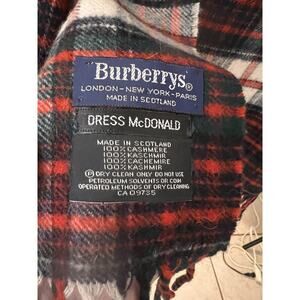 Burberrys®
LONDON-NEW YORK-PARIS
MADE IN SCOTLAND
DRESS McDONALD
MADE IN SCOTLAND
100% CASHMERE
100% KASCHMIR
100% CACHEMIRE
100% KASHMIR
Ⓟ DRY CLEAN ONLY DO NOT USE
PETROLEUM SOLVENTS OR COIN
OPERATED METHODS OF DRY CLEANING
CA 09735